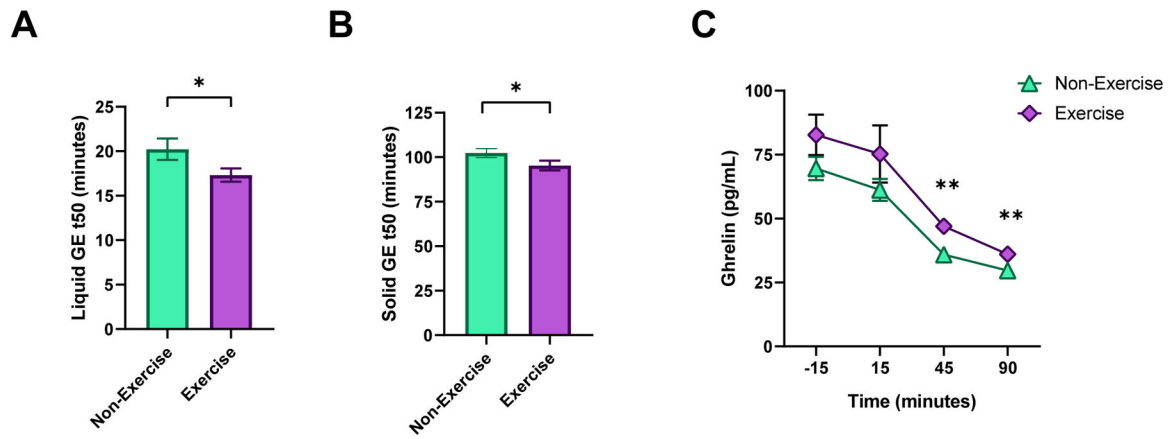 A
B
C
*
*
Liquid GE t50 (minutes)
25
20
15
10
5
0
Non-Exercise
Exercise
Solid GE t50 (minutes)
125
100
75
50
25
0
Non-Exercise
Exercise
Non-Exercise
Exercise
Ghrelin (pg/mL)
100
75
50
25
0
**
**
-15 15 45 90
Time (minutes)